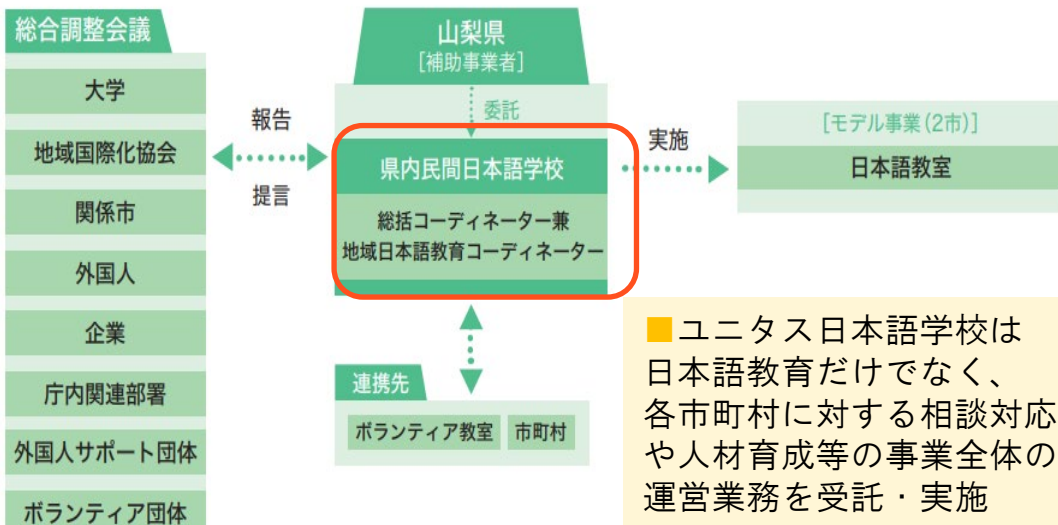 総合調整会議
大学
地域国際化協会
関係市
外国人
企業
庁内関連部署
外国人サポート団体
ボランティア団体
報告
提言
山梨県
[補助事業者]
委託
県内民間日本語学校
総括コーディネーター兼
地域日本語教育コーディネーター
連携先
ボランティア教室
市町村
実施
[モデル事業(2市)]
日本語教室
■ユニタス日本語学校は
日本語教育だけでなく、
各市町村に対する相談対応
や人材育成等の事業全体の
運営業務を受託・実施